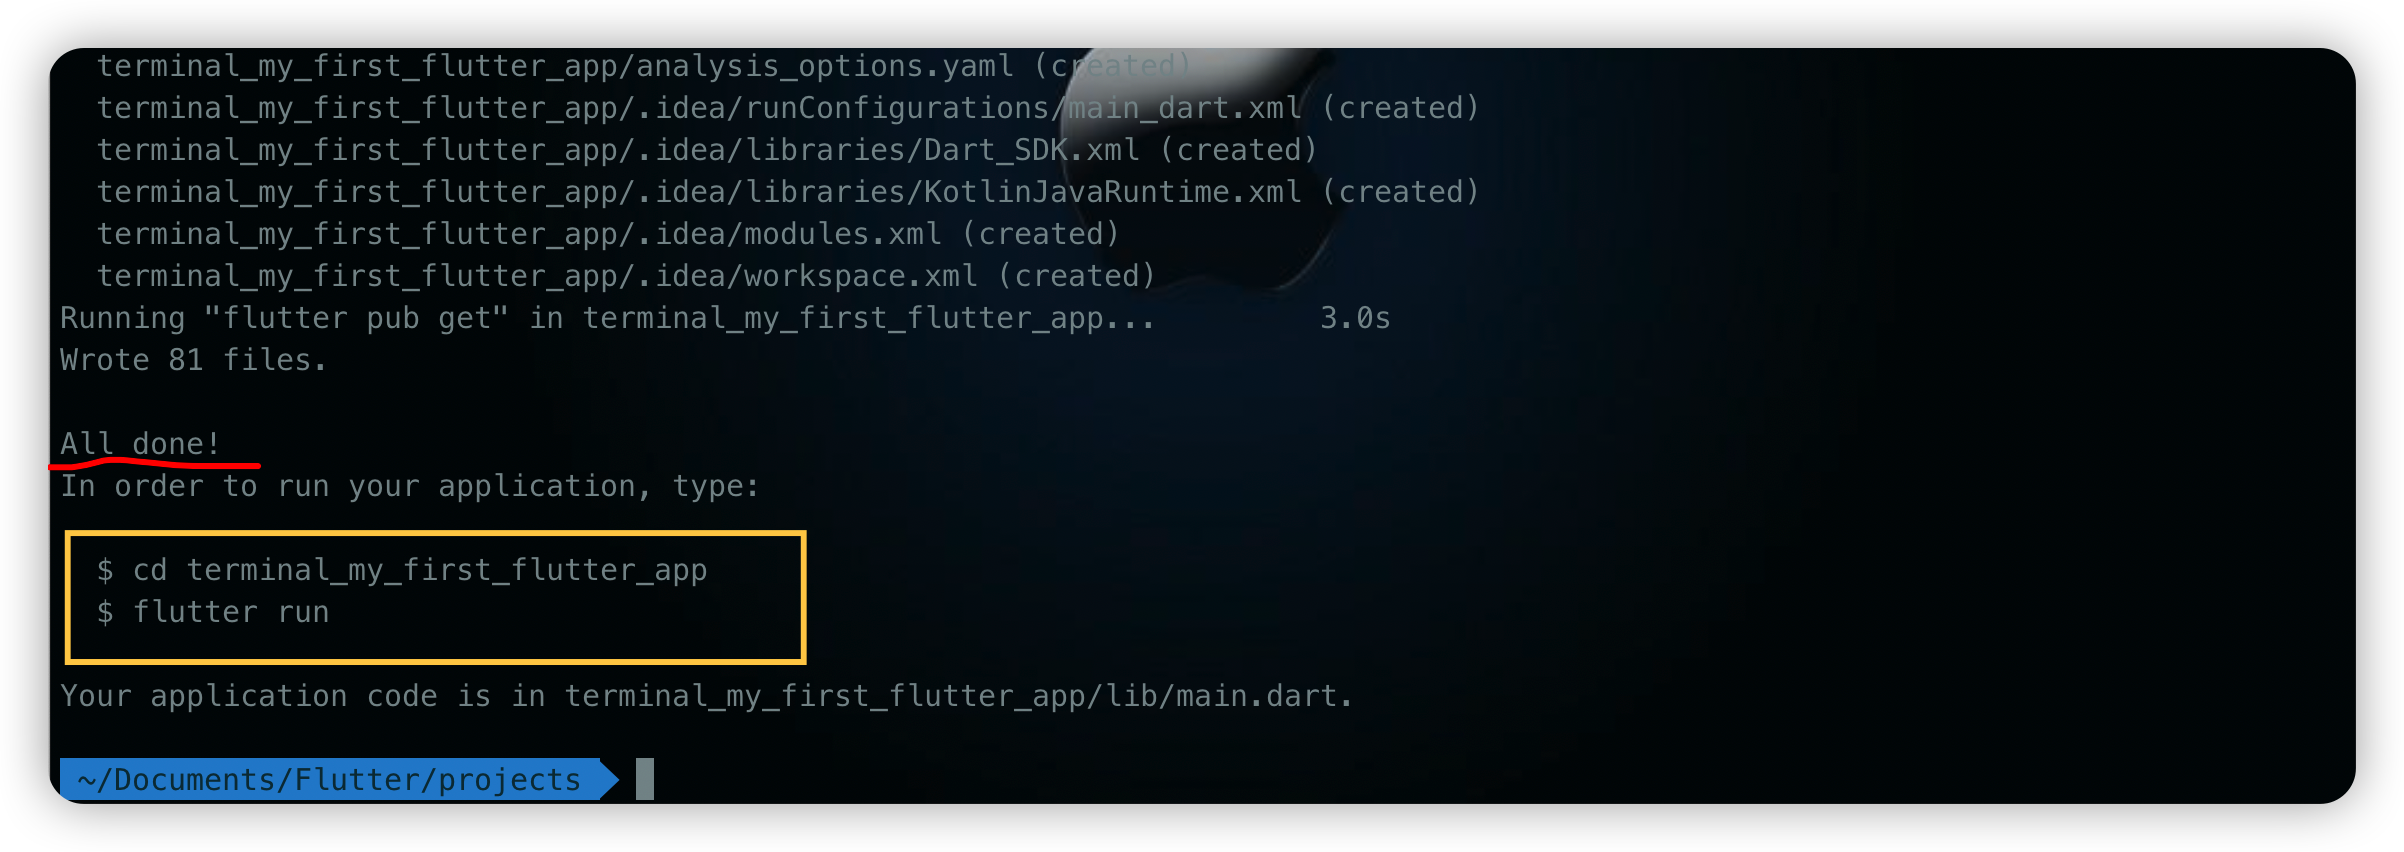 terminal_my_first_flutter_app/analysis_options.yaml (created)
terminal_my_first_flutter_app/.idea/runConfigurations/main_dart.xml (created)
terminal_my_first_flutter_app/.idea/libraries/Dart_SDK.xml (created)
terminal_my_first_flutter_app/.idea/libraries/KotlinJavaRuntime.xml (created)
terminal_my_first_flutter_app/.idea/modules.xml (created)
terminal_my_first_flutter_app/.idea/workspace.xml (created)
Running "flutter pub get" in terminal_my_first_flutter_app... 3.0s
Wrote 81 files.
All done!
In order to run your application, type:
$ cd terminal_my_first_flutter_app
$ flutter run
Your application code is in terminal_my_first_flutter_app/lib/main.dart.
~/Documents/Flutter/projects